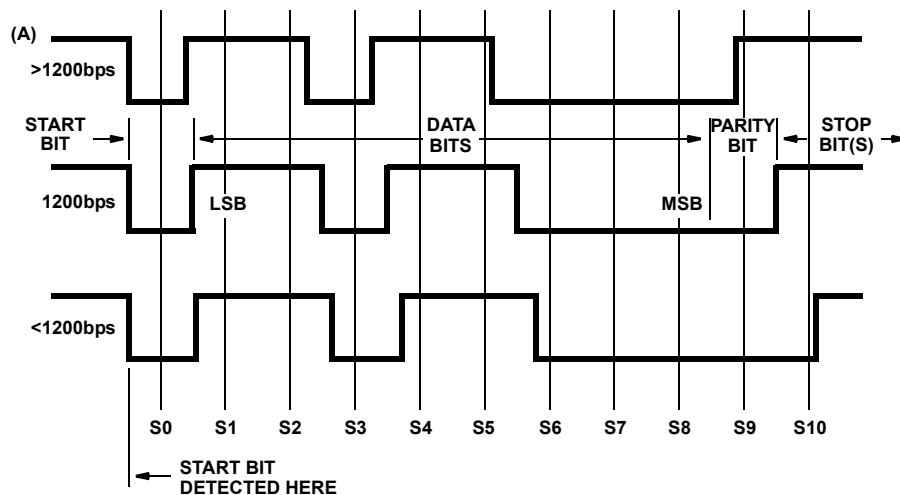 (A)
>1200bps
START BIT
DATA BITS
PARITY BIT
STOP BIT(S)
1200bps
LSB
MSB
<1200bps
S0 S1 S2 S3 S4 S5 S6 S7 S8 S9 S10
START BIT
DETECTED HERE